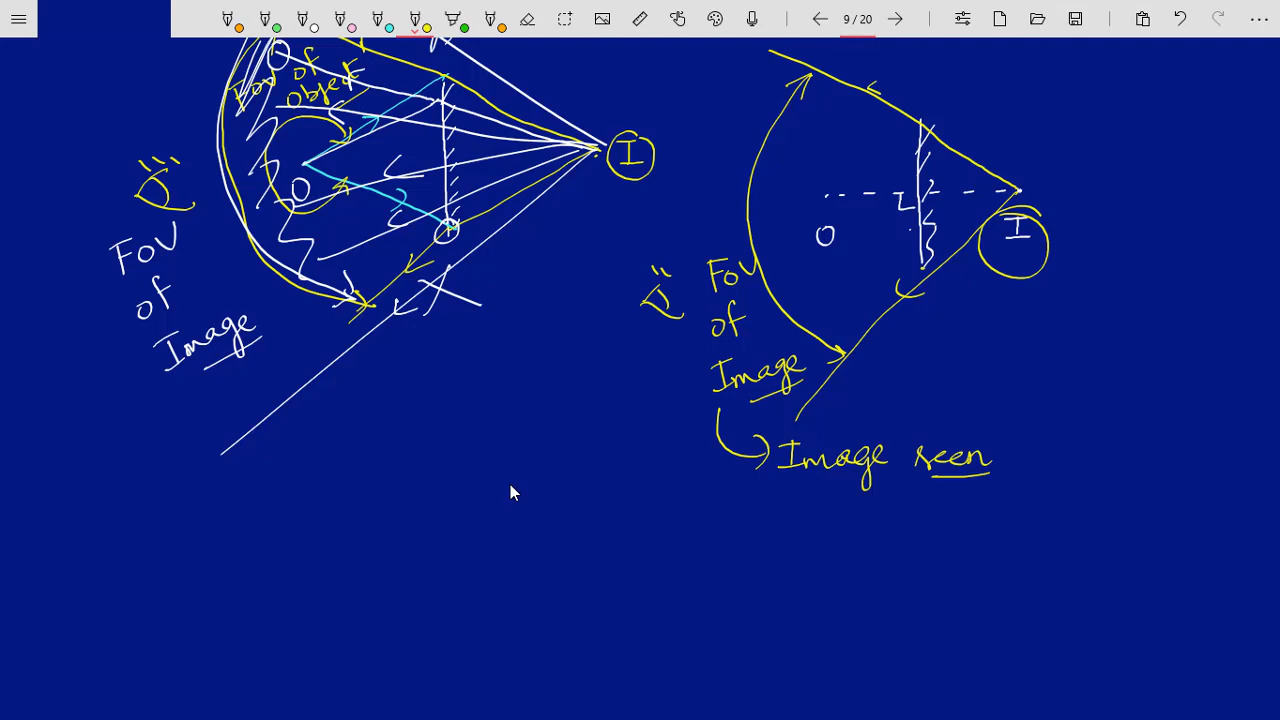 9 / 20
FoV of
object
I
O
FoV
of
Image
O
I
FoV
of
Image
Image seen